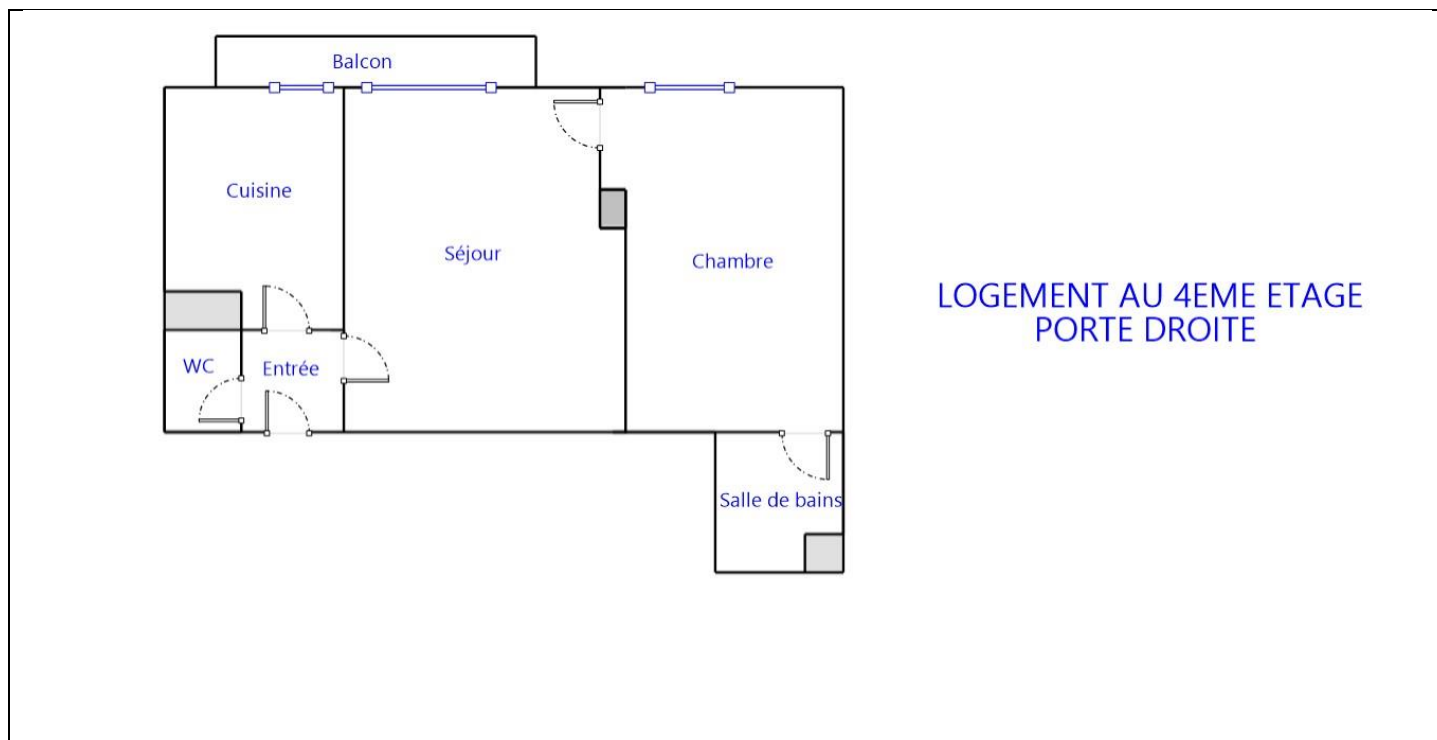 Balcon
Cuisine
Séjour
Chambre
LOGEMENT AU 4EME ETAGE
PORTE DROITE
WC
Entrée
Salle de bains